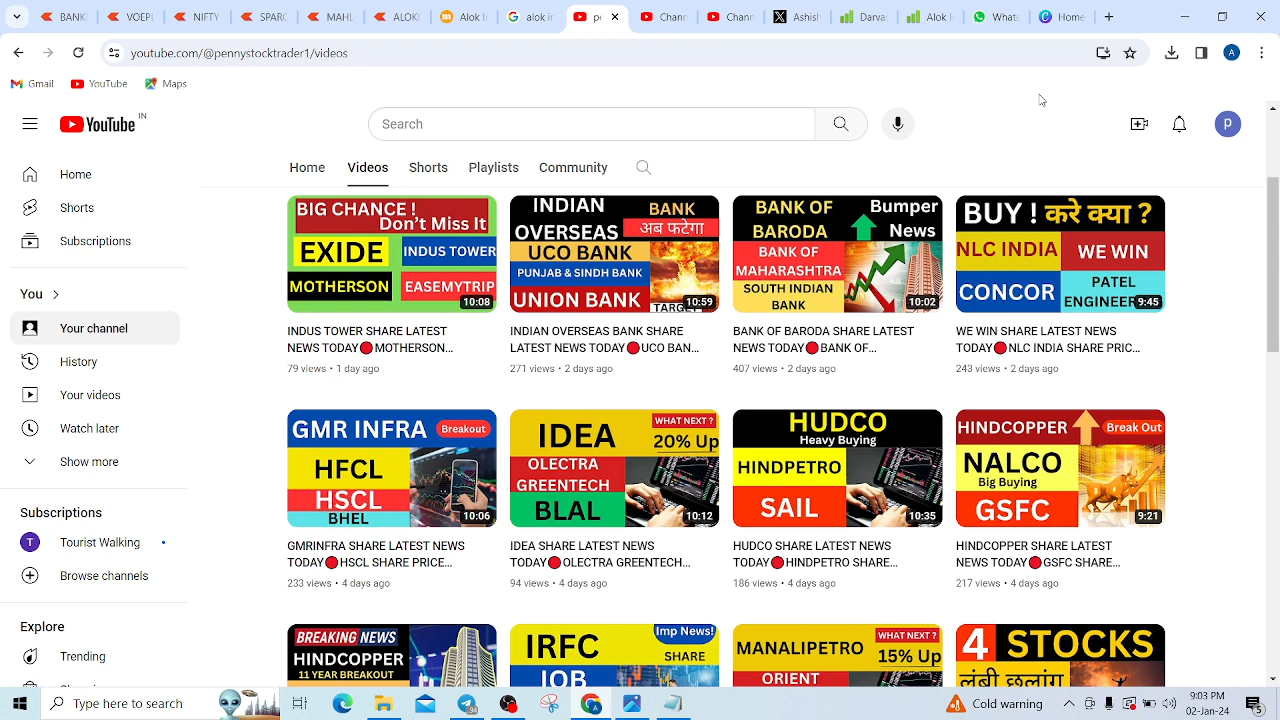 BANKI
VOLTA
NIFTY
SPARC
MANKI
ALOKI
Alok I
alok in
pe
Chann
Ashish
Davan
Alok I
What
Home
youtube.com/@pennystocktrader1/videos
Gmail
YouTube
Maps
YouTube IN
Search
P
Home
Videos
Shorts
Playlists
Community
Home
Shorts
Subscriptions
You
Your channel
History
Your videos
Watch later
Show more
Subscriptions
T Tourist Walking
Browse channels
Explore
Trending
BIG CHANCE !
Don't Miss It
EXIDE
INDUS TOWER
MOTHERSON
EASEMYTRIP
10:08
INDUS TOWER SHARE LATEST
NEWS TODAY🔴MOTHERSON...
79 views • 1 day ago
INDIAN
OVERSEAS
BANK
अब फटेगा
UCO BANK
PUNJAB & SINDH BANK
UNION BANK
TARGET
10:59
INDIAN OVERSEAS BANK SHARE
LATEST NEWS TODAY🔴UCO BAN...
271 views • 2 days ago
BANK OF
BARODA
Bumper
News
BANK OF
MAHARASHTRA
SOUTH INDIAN
BANK
10:02
BANK OF BARODA SHARE LATEST
NEWS TODAY🔴BANK OF...
407 views • 2 days ago
BUY ! करे क्या ?
NLC INDIA
WE WIN
CONCOR
PATEL
ENGINEER
9:45
WE WIN SHARE LATEST NEWS
TODAY🔴NLC INDIA SHARE PRIC...
243 views • 2 days ago
GMR INFRA
Breakout
HFCL
HSCL
BHEL
10:06
GMRINFRA SHARE LATEST NEWS
TODAY🔴HSCL SHARE PRICE...
233 views • 4 days ago
IDEA
WHAT NEXT ?
20% Up
OLECTRA
GREENTECH
BLAL
10:12
IDEA SHARE LATEST NEWS
TODAY🔴OLECTRA GREENTECH...
94 views • 4 days ago
HUDCO
Heavy Buying
HINDPETRO
SAIL
10:35
HUDCO SHARE LATEST NEWS
TODAY🔴HINDPETRO SHARE...
186 views • 4 days ago
HINDCOPPER
Break Out
NALCO
Big Buying
GSFC
9:21
HINDCOPPER SHARE LATEST
NEWS TODAY🔴GSFC SHARE...
217 views • 4 days ago
BREAKING NEWS
HINDCOPPER
11 YEAR BREAKOUT
IRFC
Imp News!
SHARE
IOB
MANALIPETRO
WHAT NEXT ?
15% Up
ORIENT
4 STOCKS
लंबी छलांग
Type here to search
Cold warning
9:03 PM
02-Jan-24
5